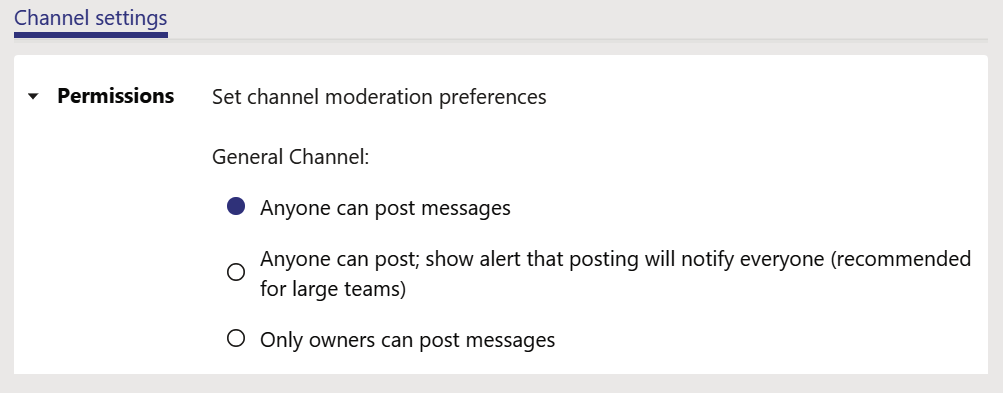 Channel settings
Permissions Set channel moderation preferences
General Channel:
Anyone can post messages
Anyone can post; show alert that posting will notify everyone (recommended
for large teams)
Only owners can post messages